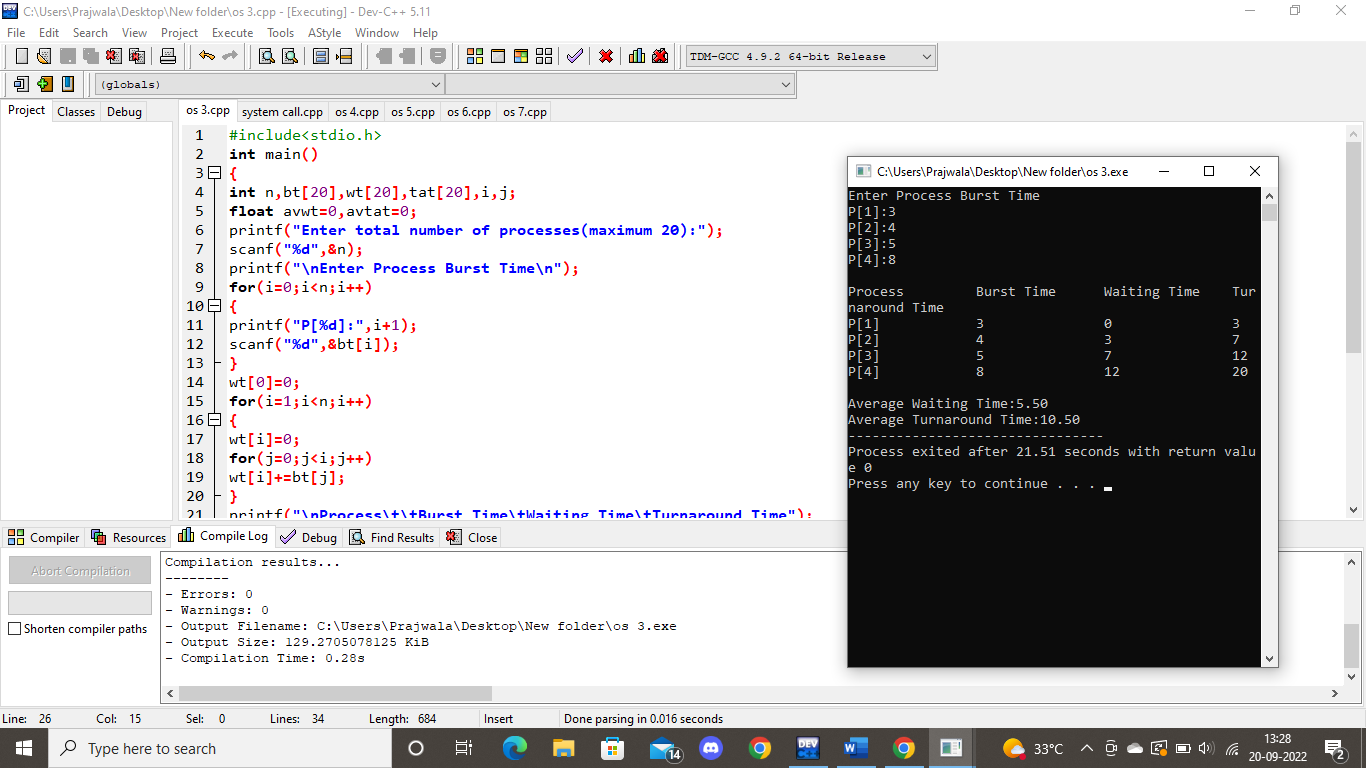 C:\Users\Prajwala\Desktop\New folder\os 3.cpp - [Executing] - Dev-C++ 5.11
File Edit Search View Project Execute Tools AStyle Window Help
TDM-GCC 4.9.2 64-bit Release
(globals)
Project Classes Debug
os 3.cpp system call.cpp os 4.cpp os 5.cpp os 6.cpp os 7.cpp
1 #include<stdio.h>
2 int main()
3 {
4 int n,bt[20],wt[20],tat[20],i,j;
5 float avwt=0,avtat=0;
6 printf("Enter total number of processes(maximum 20):");
7 scanf("%d",&n);
8 printf("\nEnter Process Burst Time\n");
9 for(i=0;i<n;i++)
10 {
11 printf("P[%d]:",i+1);
12 scanf("%d",&bt[i]);
13 }
14 wt[0]=0;
15 for(i=1;i<n;i++)
16 {
17 wt[i]=0;
18 for(j=0;j<i;j++)
19 wt[i]+=bt[j];
20 }
21 printf("\nProcess\t\tBurst Time\tWaiting Time\tTurnaround Time");
C:\Users\Prajwala\Desktop\New folder\os 3.exe
Enter Process Burst Time
P[1]:3
P[2]:4
P[3]:5
P[4]:8
Process Burst Time Waiting Time Tur
naround Time
P[1] 3 0 3
P[2] 4 3 7
P[3] 5 7 12
P[4] 8 12 20
Average Waiting Time:5.50
Average Turnaround Time:10.50
--------------------------------
Process exited after 21.51 seconds with return valu
e 0
Press any key to continue . . .
Compiler Resources Compile Log Debug Find Results Close
Abort Compilation
Shorten compiler paths
Compilation results...
--------
- Errors: 0
- Warnings: 0
- Output Filename: C:\Users\Prajwala\Desktop\New folder\os 3.exe
- Output Size: 129.2705078125 KiB
- Compilation Time: 0.28s
Line: 26 Col: 15 Sel: 0 Lines: 34 Length: 684 Insert Done parsing in 0.016 seconds
Type here to search
14
DEV
33°C
13:28
20-09-2022
2